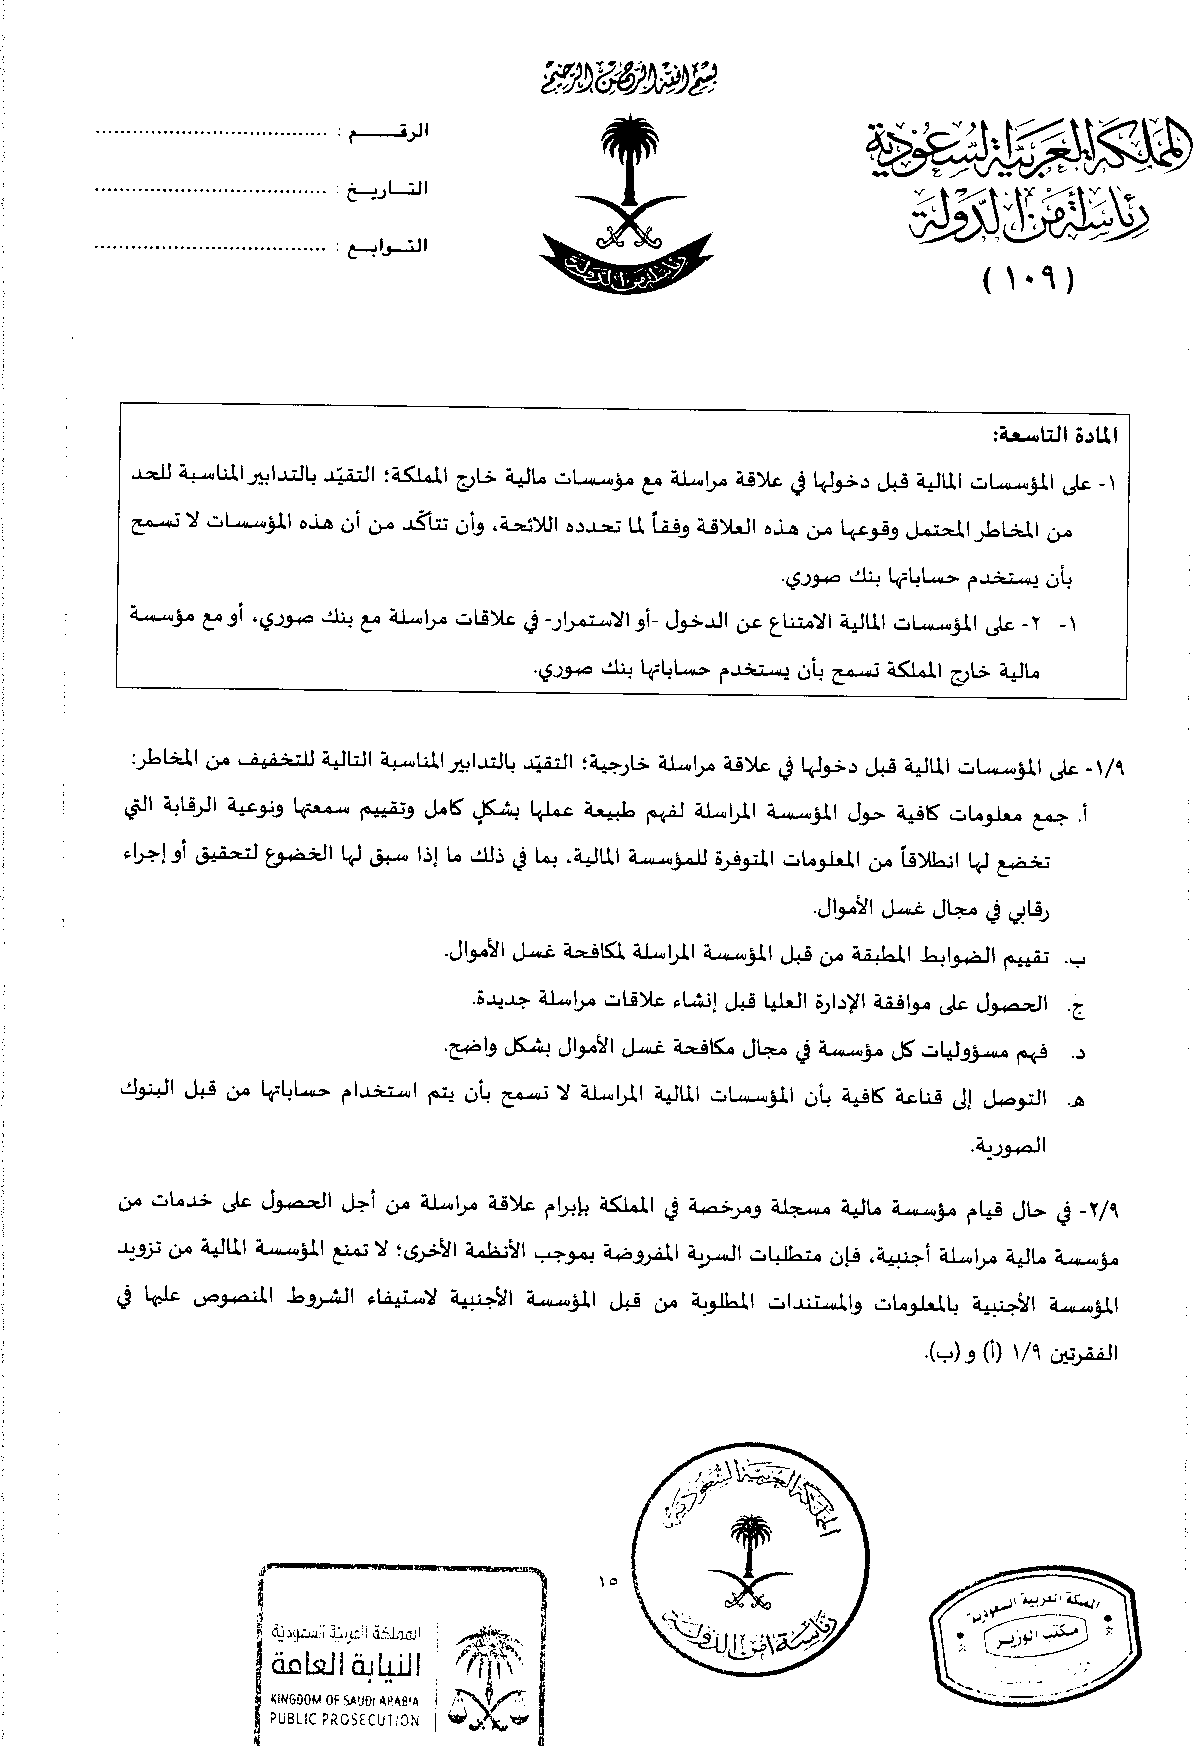 بسم الله الرحمن الرحيم
المملكة العربية السعودية
رئاسة أمن الدولة
(١٠٩)
الرقـــــم : ......................................
التــاريــخ : ......................................
التــوابــع : ......................................
رئاسة أمن الدولة
المادة التاسعة:
١- على المؤسسات المالية قبل دخولها في علاقة مراسلة مع مؤسسات مالية خارج المملكة؛ التقيّد بالتدابير المناسبة للحد
من المخاطر المحتمل وقوعها من هذه العلاقة وفقاً لما تحدده اللائحة، وأن تتأكّد من أن هذه المؤسسات لا تسمح
بأن يستخدم حساباتها بنك صوري.
١- ٢- على المؤسسات المالية الامتناع عن الدخول -أو الاستمرار- في علاقات مراسلة مع بنك صوري، أو مع مؤسسة
مالية خارج المملكة تسمح بأن يستخدم حساباتها بنك صوري.
١/٩- على المؤسسات المالية قبل دخولها في علاقة مراسلة خارجية؛ التقيّد بالتدابير المناسبة التالية للتخفيف من المخاطر:
أ. جمع معلومات كافية حول المؤسسة المراسلة لفهم طبيعة عملها بشكلٍ كامل وتقييم سمعتها ونوعية الرقابة التي
تخضع لها انطلاقاً من المعلومات المتوفرة للمؤسسة المالية، بما في ذلك ما إذا سبق لها الخضوع لتحقيق أو إجراء
رقابي في مجال غسل الأموال.
ب. تقييم الضوابط المطبقة من قبل المؤسسة المراسلة لمكافحة غسل الأموال.
ج. الحصول على موافقة الإدارة العليا قبل إنشاء علاقات مراسلة جديدة.
د. فهم مسؤوليات كل مؤسسة في مجال مكافحة غسل الأموال بشكل واضح.
هـ. التوصل إلى قناعة كافية بأن المؤسسات المالية المراسلة لا تسمح بأن يتم استخدام حساباتها من قبل البنوك
الصورية.
٢/٩- في حال قيام مؤسسة مالية مسجلة ومرخصة في المملكة بإبرام علاقة مراسلة من أجل الحصول على خدمات من
مؤسسة مالية مراسلة أجنبية، فإن متطلبات السرية المفروضة بموجب الأنظمة الأخرى؛ لا تمنع المؤسسة المالية من تزويد
المؤسسة الأجنبية بالمعلومات والمستندات المطلوبة من قبل المؤسسة الأجنبية لاستيفاء الشروط المنصوص عليها في
الفقرتين ١/٩ (أ) و (ب).
المملكة العربية السعودية
رئاسة أمن الدولة
١٥
المملكة العربية السعودية
مكتب الوزير
المملكة العربية السعودية
النيابة العامة
KINGDOM OF SAUDI ARABIA
PUBLIC PROSECUTION